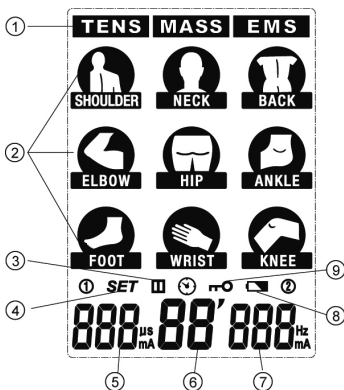 ① TENS MASS EMS
SHOULDER NECK BACK
②
ELBOW HIP ANKLE
FOOT WRIST KNEE
③ ⑨
① SET ②
④ ⑧
888 µs mA 88' 888 Hz mA
⑤ ⑥ ⑦